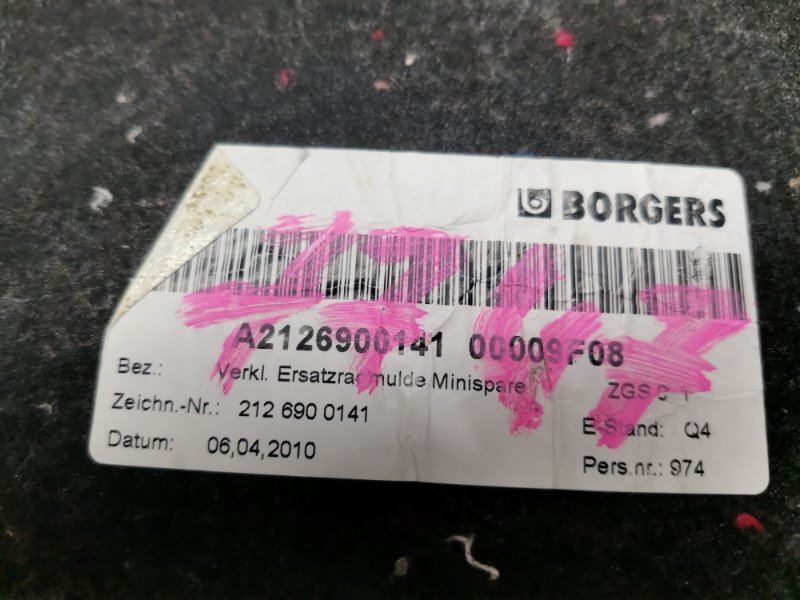 BORGERS
A2126900141 00009F08
Bez.: Verkl. Ersatzradmulde Minispare
ZGS
Zeichn.-Nr.: 212 690 0141
E-Stand: Q4
Datum: 06,04,2010
Pers.nr.: 974